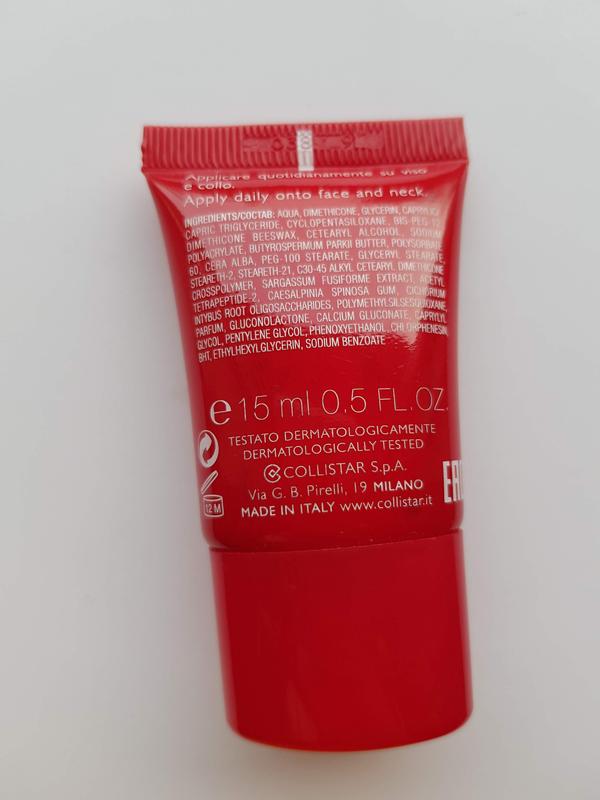 Applicare quotidianamente su viso
e collo.
Apply daily onto face and neck.
INGREDIENTS/СОСТАВ: AQUA, DIMETHICONE, GLYCERIN, CAPRYLIC/
CAPRIC TRIGLYCERIDE, CYCLOPENTASILOXANE, BIS-PEG-12
DIMETHICONE BEESWAX, CETEARYL ALCOHOL, SODIUM
POLYACRYLATE, BUTYROSPERMUM PARKII BUTTER, POLYSORBATE
60, CERA ALBA, PEG-100 STEARATE, GLYCERYL STEARATE,
STEARETH-2, STEARETH-21, C30-45 ALKYL CETEARYL DIMETHICONE
CROSSPOLYMER, SARGASSUM FUSIFORME EXTRACT, ACETYL
TETRAPEPTIDE-2, CAESALPINIA SPINOSA GUM, CICHORIUM
INTYBUS ROOT OLIGOSACCHARIDES, POLYMETHYLSILSESQUIOXANE,
PARFUM, GLUCONOLACTONE, CALCIUM GLUCONATE, CAPRYLYL
GLYCOL, PENTYLENE GLYCOL, PHENOXYETHANOL, CHLORPHENESIN,
BHT, ETHYLHEXYLGLYCERIN, SODIUM BENZOATE
e 15 ml 0.5 FL.OZ.
TESTATO DERMATOLOGICAMENTE
DERMATOLOGICALLY TESTED
COLLISTAR S.p.A.
Via G. B. Pirelli, 19 MILANO
MADE IN ITALY www.collistar.it
12 M